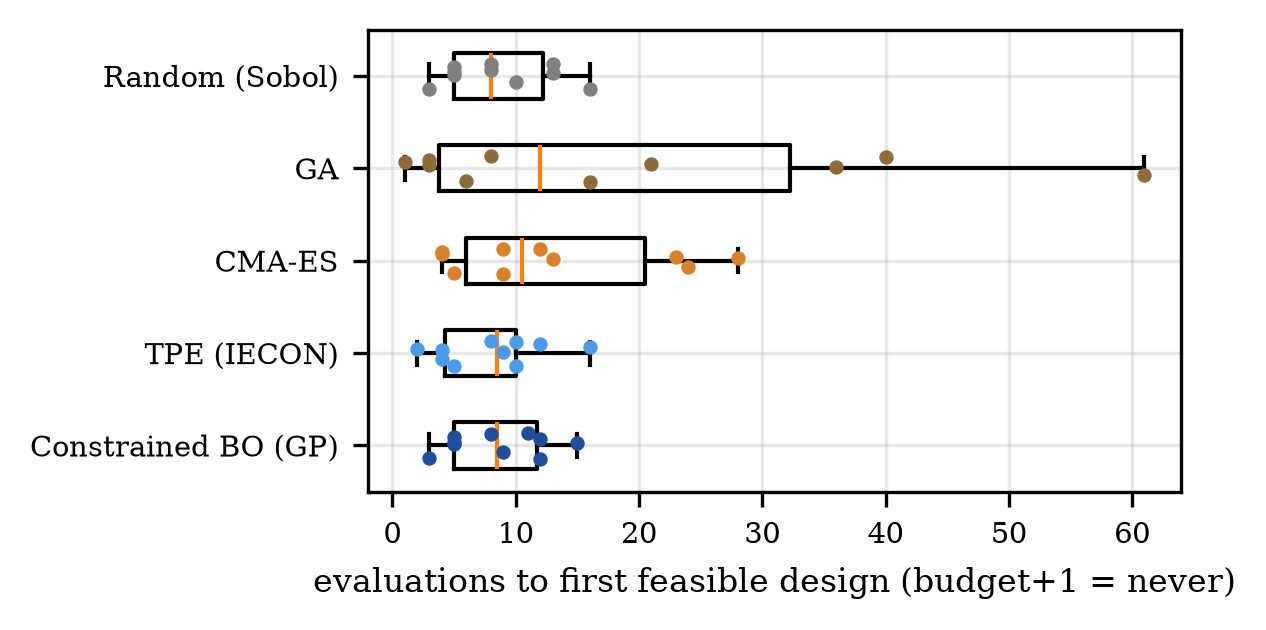 Random (Sobol)
GA
CMA-ES
TPE (IECON)
Constrained BO (GP)
0 10 20 30 40 50 60
evaluations to first feasible design (budget+1 = never)